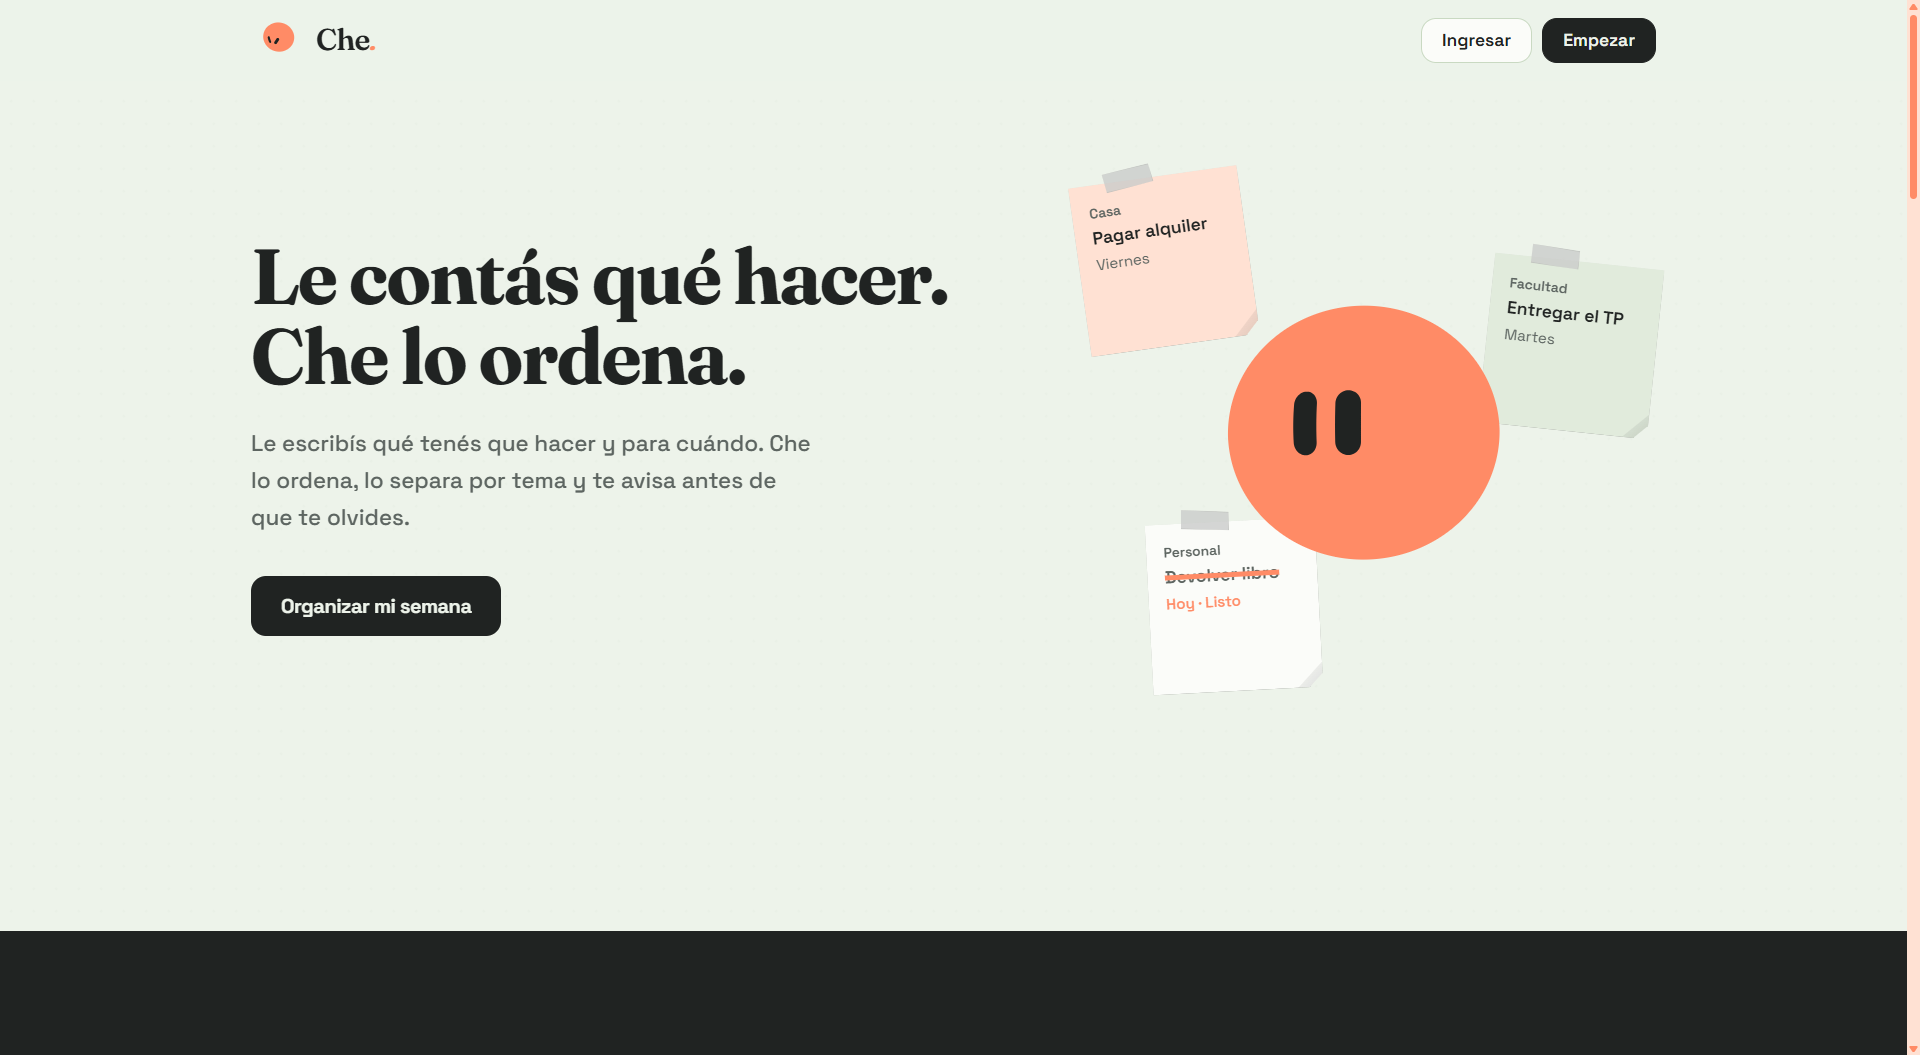 Che.
Ingresar
Empezar
Le contás qué hacer.
Che lo ordena.
Le escribís qué tenés que hacer y para cuándo. Che
lo ordena, lo separa por tema y te avisa antes de
que te olvides.
Organizar mi semana
Casa
Pagar alquiler
Viernes
Facultad
Entregar el TP
Martes
Personal
Devolver libro
Hoy · Listo